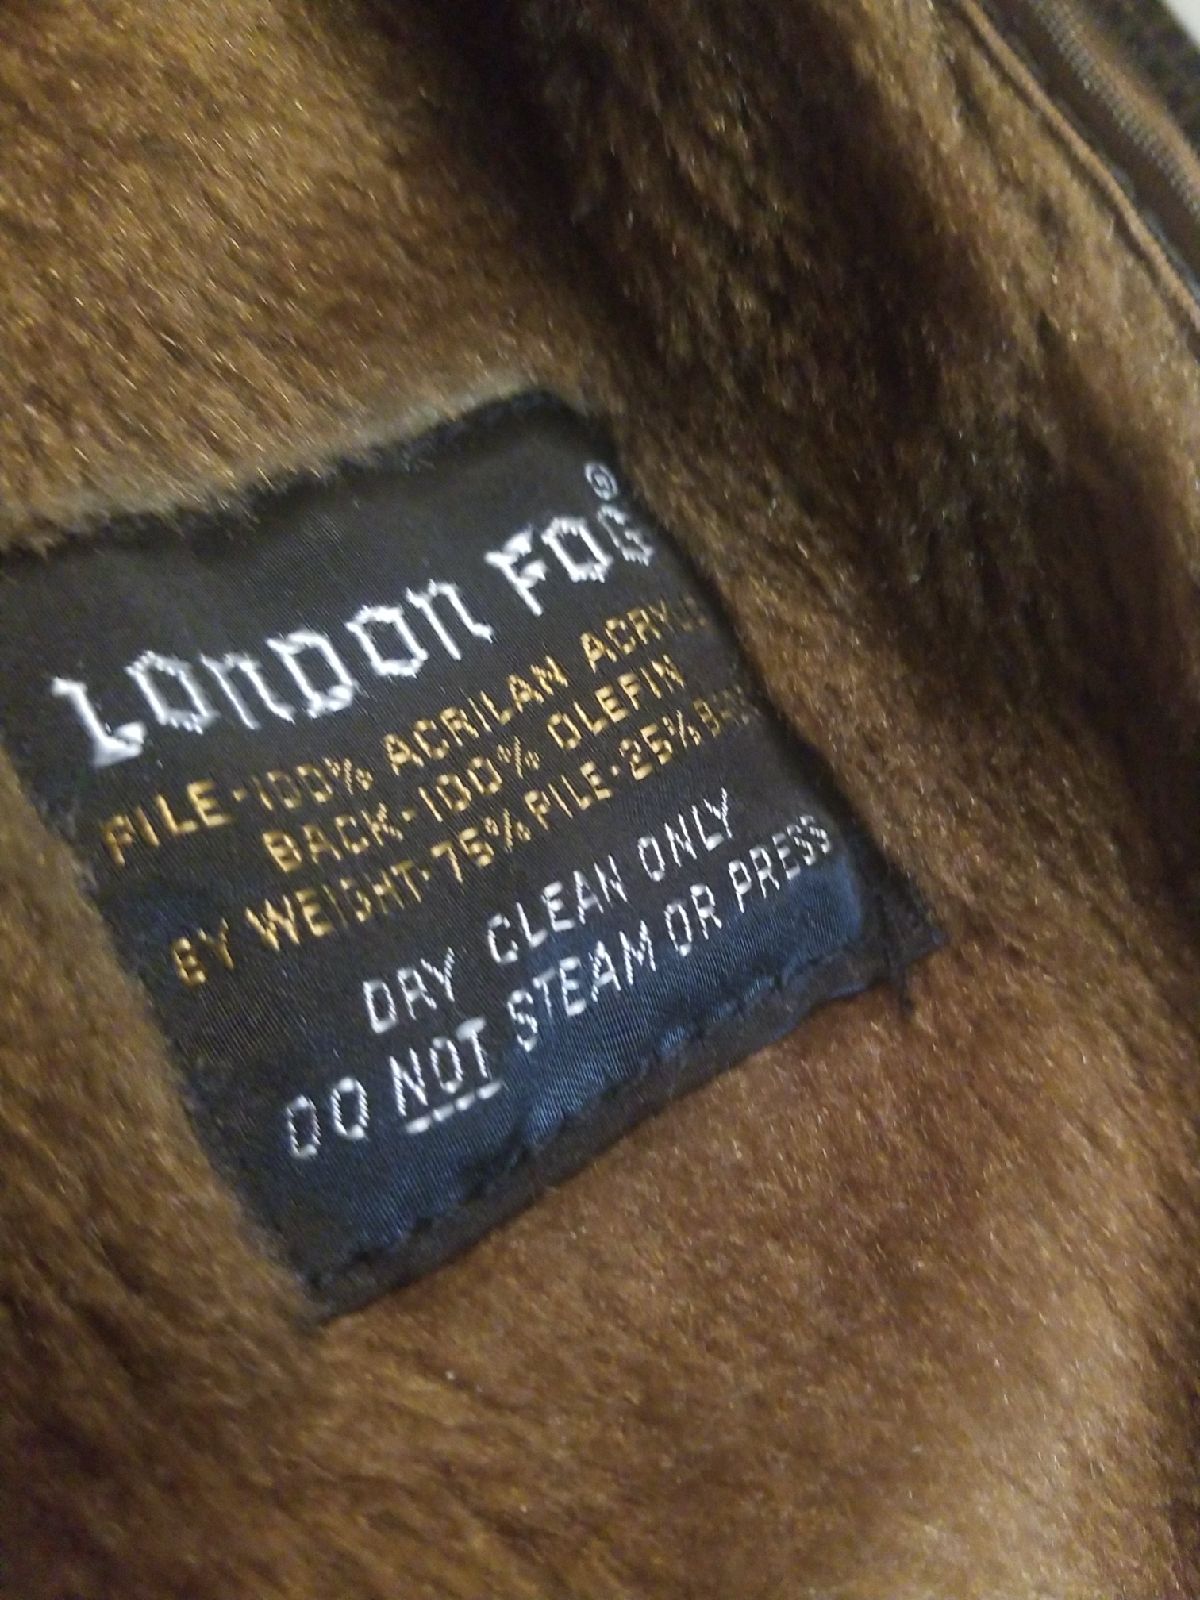 LONDON FOG ®
PILE-100% ACRILAN
BACK-100% OLEFIN
BY WEIGHT-75% PILE-25%
DRY CLEAN ONLY
DO NOT STEAM OR PRESS